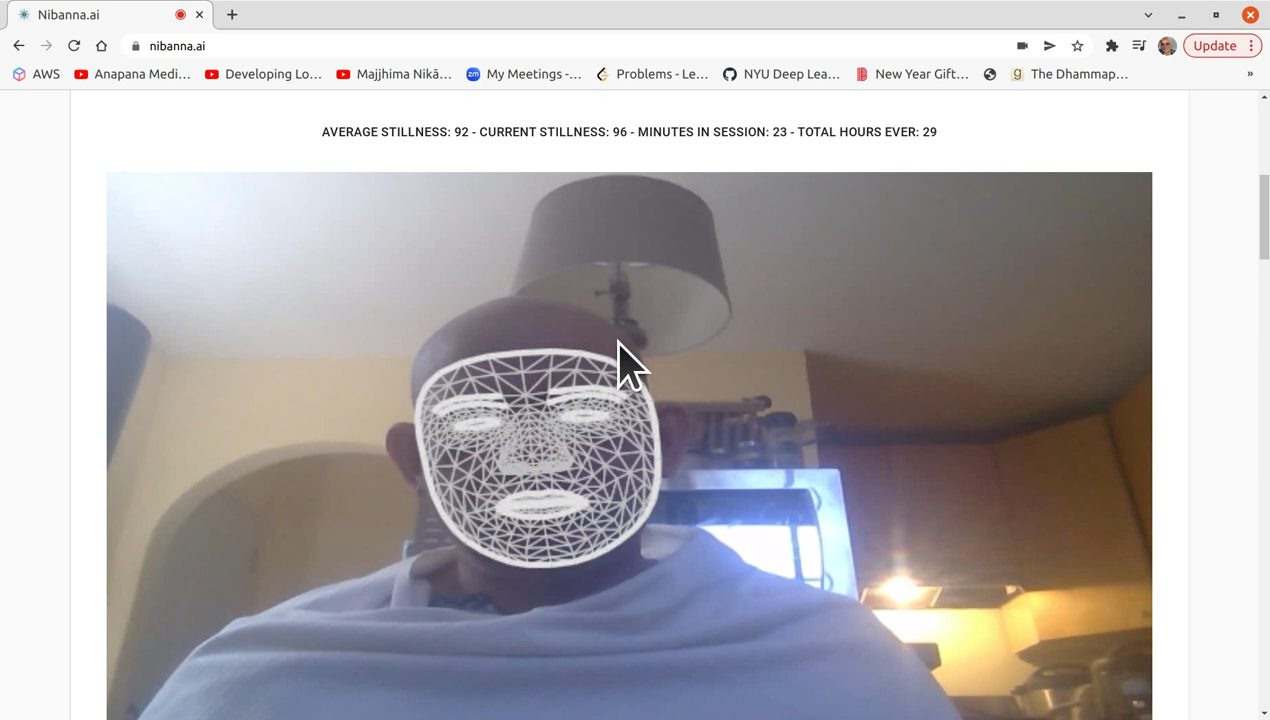 Nibanna.ai
nibanna.ai
Update
AWS
Anapana Medi...
Developing Lo...
Majjhima Nikā...
zm My Meetings -...
Problems - Le...
NYU Deep Lea...
New Year Gift...
g The Dhammap...
»
AVERAGE STILLNESS: 92 - CURRENT STILLNESS: 96 - MINUTES IN SESSION: 23 - TOTAL HOURS EVER: 29